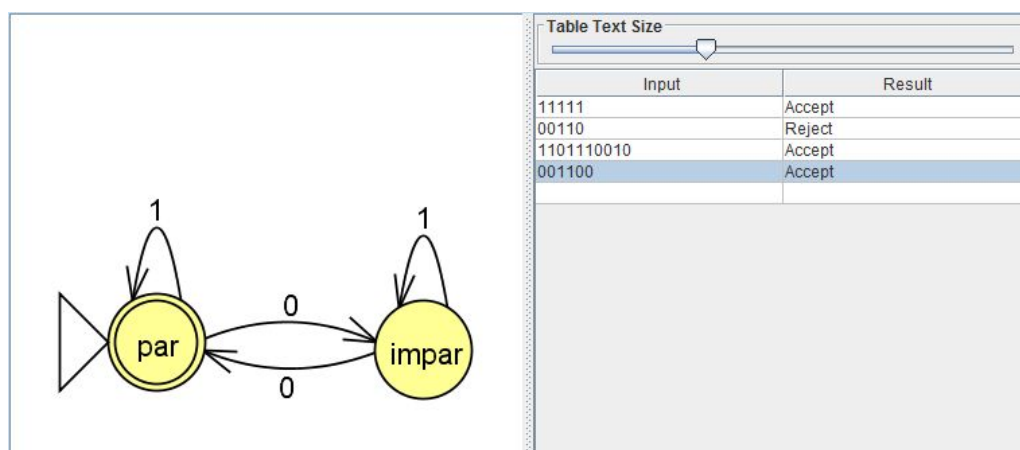 Table Text Size
Input Result
11111 Accept
00110 Reject
1101110010 Accept
001100 Accept
1 1
0
par impar
0